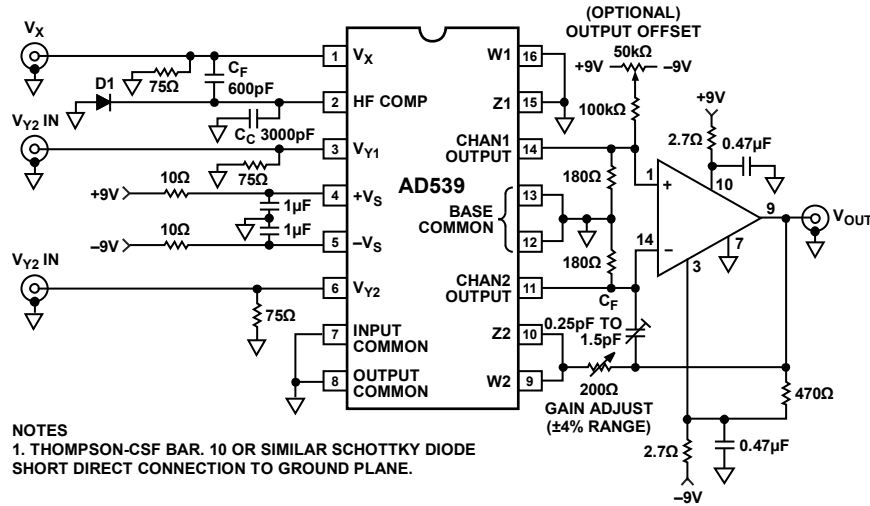 V_X
1
V_X
75Ω
C_F
600pF
D1
2
HF COMP
C_C 3000pF
V_Y2 IN
3
V_Y1
75Ω
+9V
10Ω
4
+V_S
1µF
1µF
–9V
10Ω
5
–V_S
V_Y2 IN
6
V_Y2
75Ω
7
INPUT
COMMON
8
OUTPUT
COMMON
AD539
W1
16
Z1
15
CHAN1
OUTPUT
14
BASE
COMMON
13
12
CHAN2
OUTPUT
11
Z2
10
W2
9
(OPTIONAL)
OUTPUT OFFSET
50kΩ
+9V
–9V
100kΩ
180Ω
180Ω
C_F
0.25pF TO
1.5pF
200Ω
GAIN ADJUST
(±4% RANGE)
+9V
2.7Ω
0.47µF
1
+
10
9
V_OUT
14
–
7
3
470Ω
2.7Ω
0.47µF
–9V
NOTES
1. THOMPSON-CSF BAR. 10 OR SIMILAR SCHOTTKY DIODE
SHORT DIRECT CONNECTION TO GROUND PLANE.